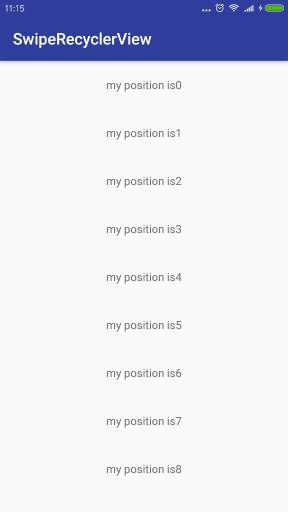 11:15
SwipeRecyclerView
my position is0
my position is1
my position is2
my position is3
my position is4
my position is5
my position is6
my position is7
my position is8